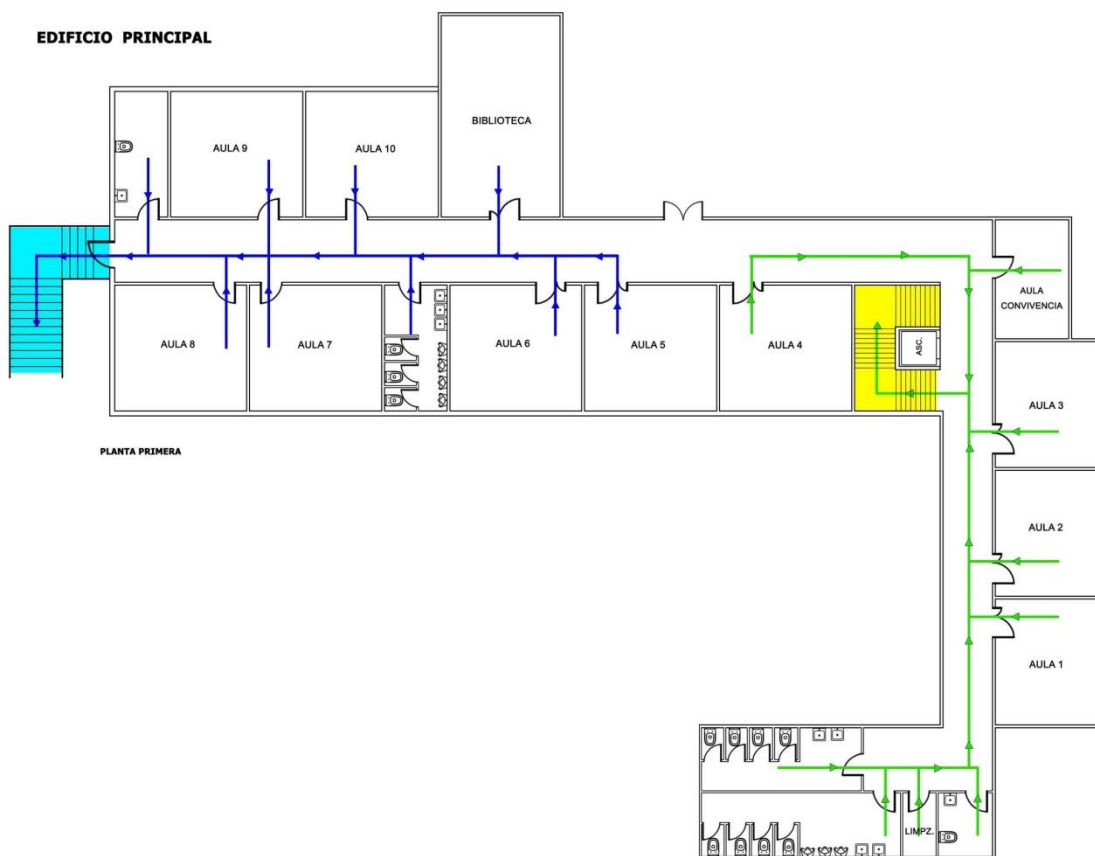 EDIFICIO PRINCIPAL
BIBLIOTECA
AULA 9
AULA 10
AULA
CONVIVENCIA
AULA 8
AULA 7
AULA 6
AULA 5
AULA 4
ASC.
AULA 3
PLANTA PRIMERA
AULA 2
AULA 1
LIMPZ.